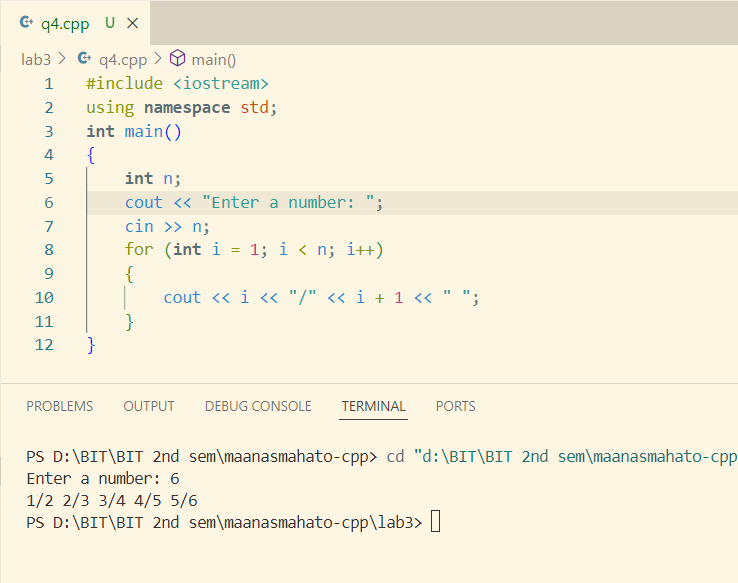 q4.cpp U
lab3 > q4.cpp > main()
1 #include <iostream>
2 using namespace std;
3 int main()
4 {
5     int n;
6     cout << "Enter a number: ";
7     cin >> n;
8     for (int i = 1; i < n; i++)
9     {
10         cout << i << "/" << i + 1 << " ";
11     }
12 }
PROBLEMS OUTPUT DEBUG CONSOLE TERMINAL PORTS
PS D:\BIT\BIT 2nd sem\maanasmahato-cpp> cd "d:\BIT\BIT 2nd sem\maanasmahato-cpp
Enter a number: 6
1/2 2/3 3/4 4/5 5/6
PS D:\BIT\BIT 2nd sem\maanasmahato-cpp\lab3>